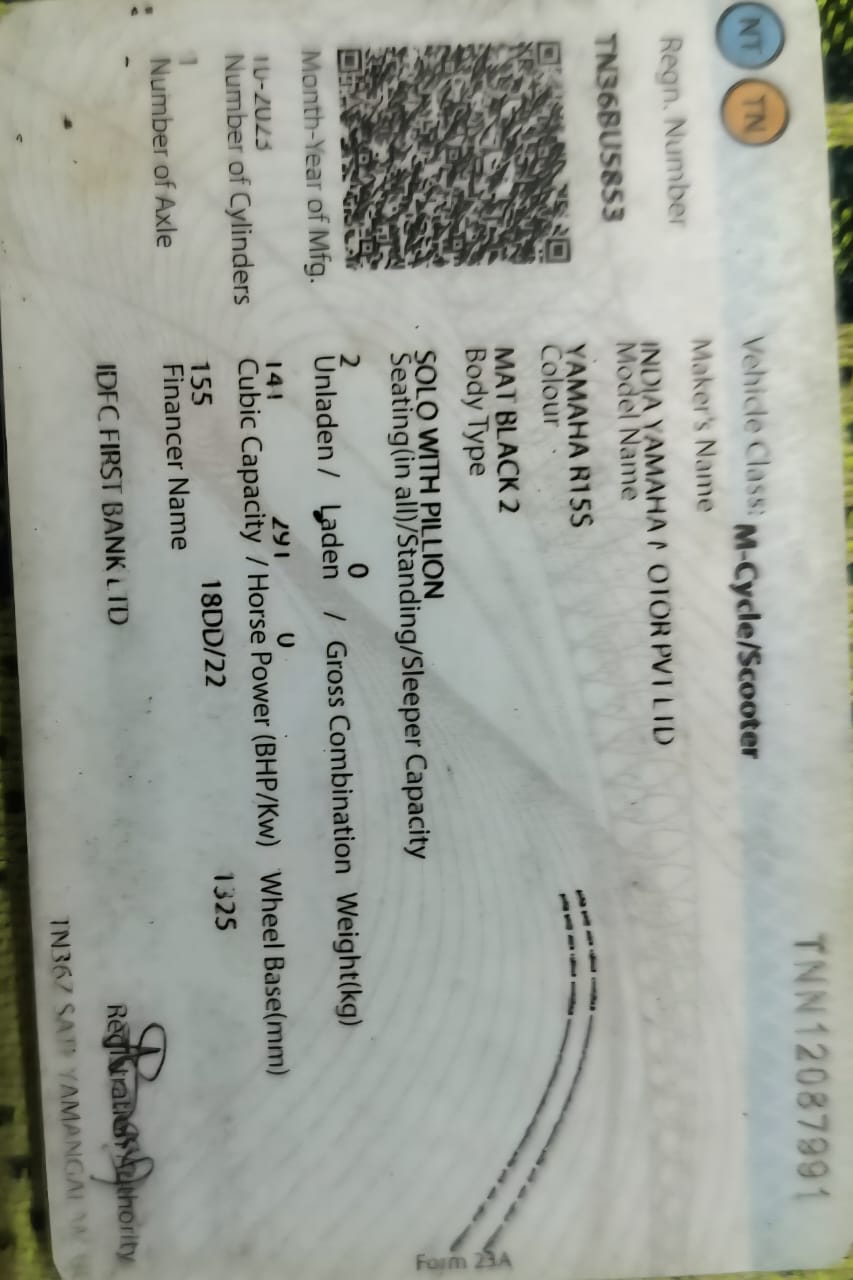 TNN12087991
NT TN Vehicle Class: M-Cycle/Scooter
Regn. Number
TN36BU5853
Maker's Name
INDIA YAMAHA OTOR PVT LTD
Model Name
YAMAHA R15S
Colour
MAT BLACK 2
Body Type
SOLO WITH PILLION
Seating(in all)/Standing/Sleeper Capacity
2 0
Month-Year of Mfg.
10-2023
Unladen / Laden / Gross Combination Weight(kg)
141 291 0
Number of Cylinders
1
Cubic Capacity / Horse Power (BHP/Kw) Wheel Base(mm)
155 18DD/22 1325
Number of Axle
Financer Name
IDFC FIRST BANK LTD
Form 23A
Registration Authority